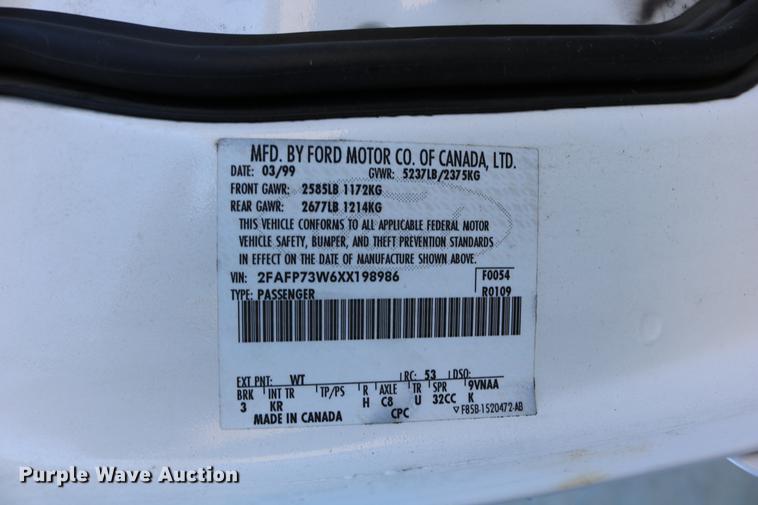 MFD. BY FORD MOTOR CO. OF CANADA, LTD.
DATE: 03/99 GVWR: 5237LB/2375KG
FRONT GAWR: 2585LB 1172KG
REAR GAWR: 2677LB 1214KG
THIS VEHICLE CONFORMS TO ALL APPLICABLE FEDERAL MOTOR
VEHICLE SAFETY, BUMPER, AND THEFT PREVENTION STANDARDS
IN EFFECT ON THE DATE OF MANUFACTURE SHOWN ABOVE.
VIN: 2FAFP73W6XX198986 F0054
TYPE: PASSENGER R0109
EXT PNT: WT RC: 53 DSO:
BRK INT TR TP/PS R AXLE TR SPR 9VNAA
3 KR H C8 U 32CC K
MADE IN CANADA CPC ▽ F85B-1520472-AB
Purple Wave Auction